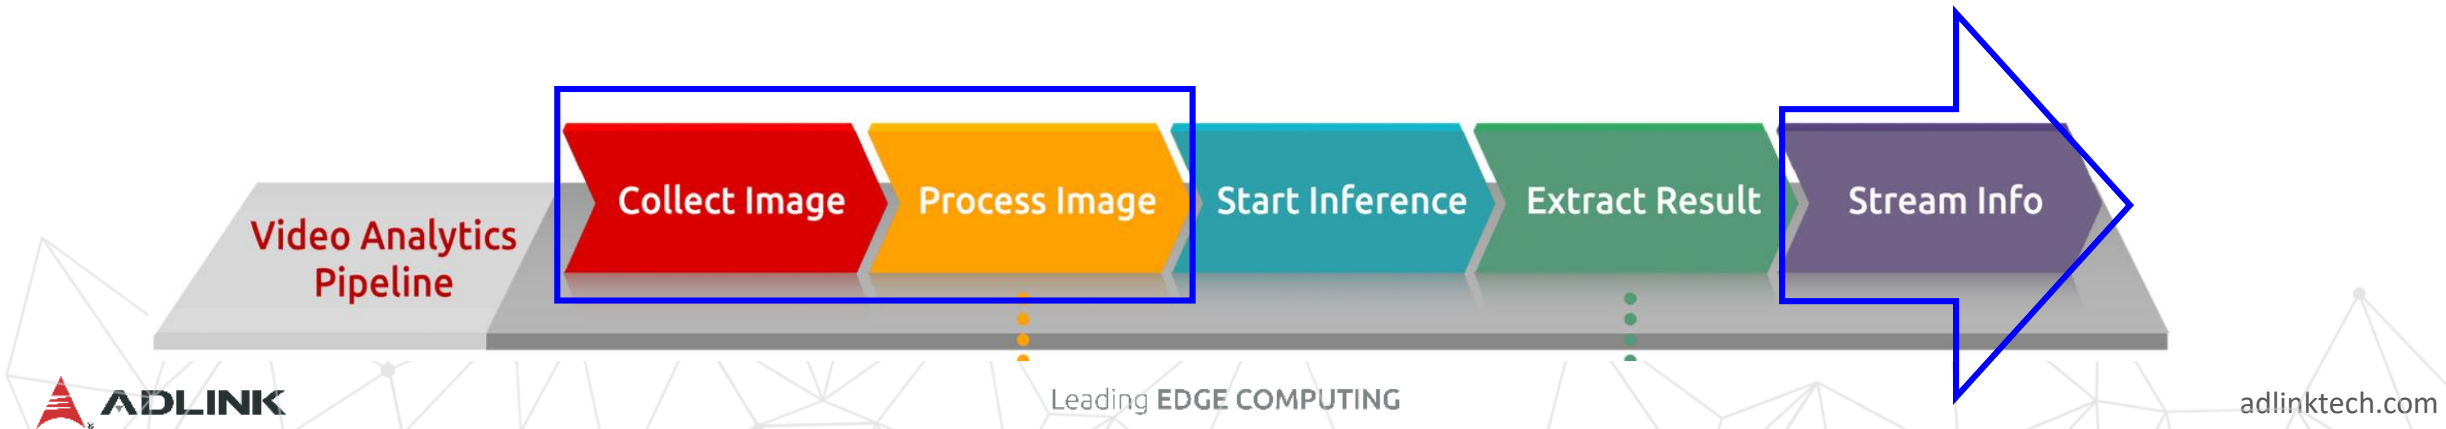 Collect Image
Process Image
Start Inference
Extract Result
Stream Info
Video Analytics
Pipeline
ADLINK
Leading EDGE COMPUTING
adlinktech.com